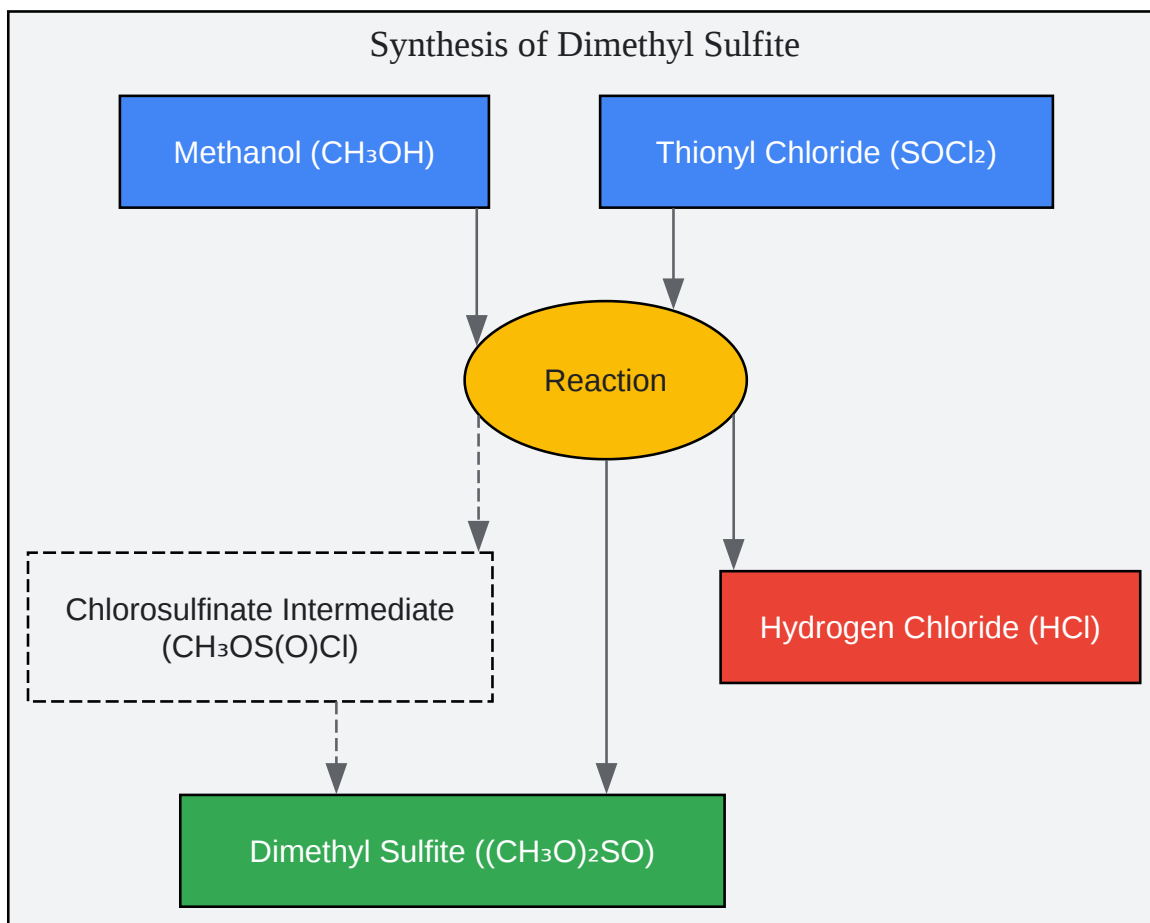 Synthesis of Dimethyl Sulfite
Methanol (CH₃OH)
Thionyl Chloride (SOCl₂)
Reaction
Chlorosulfinate Intermediate
(CH₃OS(O)Cl)
Hydrogen Chloride (HCl)
Dimethyl Sulfite ((CH₃O)₂SO)